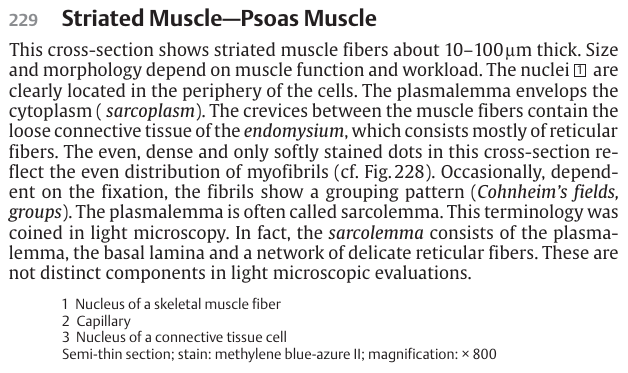 229 Striated Muscle—Psoas Muscle
This cross-section shows striated muscle fibers about 10–100 μm thick. Size
and morphology depend on muscle function and workload. The nuclei 1 are
clearly located in the periphery of the cells. The plasmalemma envelops the
cytoplasm ( sarcoplasm). The crevices between the muscle fibers contain the
loose connective tissue of the endomysium, which consists mostly of reticular
fibers. The even, dense and only softly stained dots in this cross-section re-
flect the even distribution of myofibrils (cf. Fig. 228). Occasionally, depend-
ent on the fixation, the fibrils show a grouping pattern (Cohnheim’s fields,
groups). The plasmalemma is often called sarcolemma. This terminology was
coined in light microscopy. In fact, the sarcolemma consists of the plasma-
lemma, the basal lamina and a network of delicate reticular fibers. These are
not distinct components in light microscopic evaluations.
1 Nucleus of a skeletal muscle fiber
2 Capillary
3 Nucleus of a connective tissue cell
Semi-thin section; stain: methylene blue-azure II; magnification: × 800